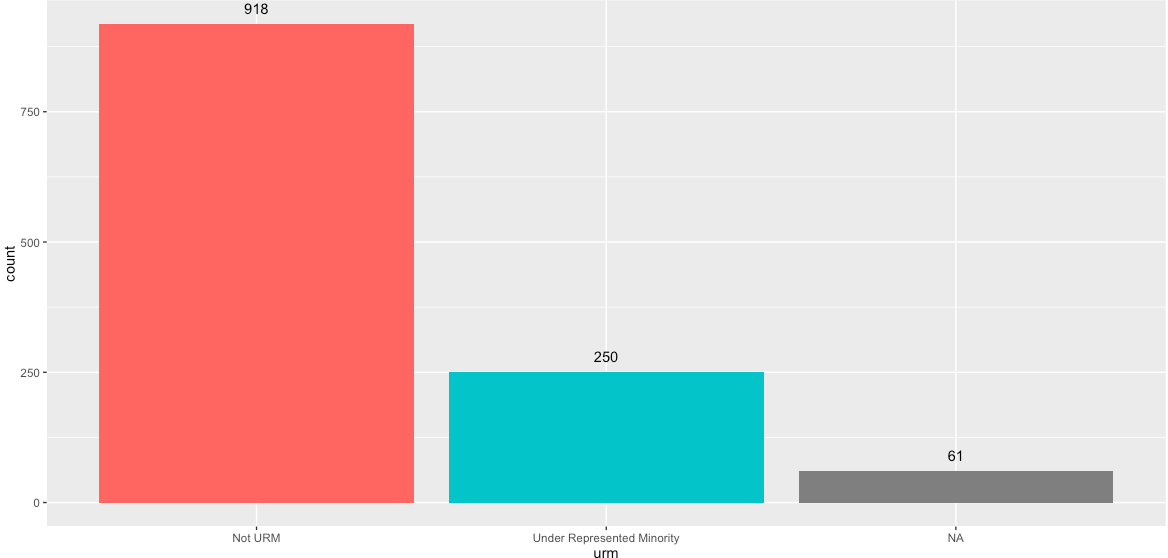 918
750
500
count
250
250
61
0
Not URM
Under Represented Minority
NA
urm